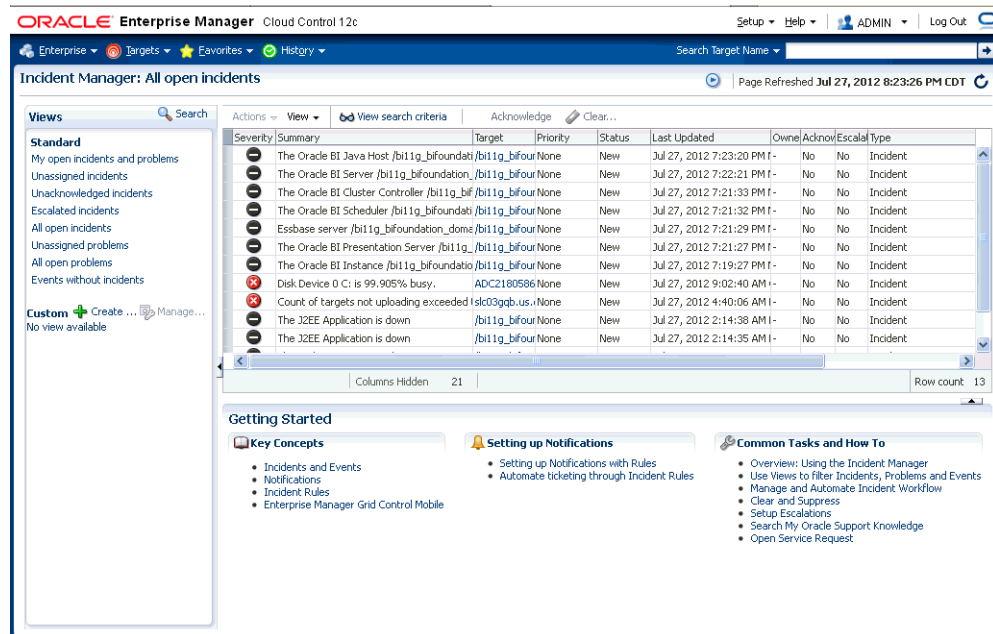 ORACLE Enterprise Manager Cloud Control 12c
Setup Help ADMIN Log Out
Enterprise Targets Favorites History Search Target Name
Incident Manager: All open incidents
Page Refreshed Jul 27, 2012 8:23:26 PM CDT
Views Search
Standard
My open incidents and problems
Unassigned incidents
Unacknowledged incidents
Escalated incidents
All open incidents
Unassigned problems
All open problems
Events without incidents
Custom Create ... Manage...
No view available
Actions View View search criteria Acknowledge Clear...
Severity Summary Target Priority Status Last Updated Owne Acknov Escalal Type
The Oracle BI Java Host /bi11g_bifoundati /bi11g_bifour None New Jul 27, 2012 7:23:20 PM - No No Incident
The Oracle BI Server /bi11g_bifoundation_ /bi11g_bifour None New Jul 27, 2012 7:22:21 PM - No No Incident
The Oracle BI Cluster Controller /bi11g_bif /bi11g_bifour None New Jul 27, 2012 7:21:33 PM - No No Incident
The Oracle BI Scheduler /bi11g_boundati /bi11g_bifour None New Jul 27, 2012 7:21:32 PM - No No Incident
Essbase server /bi11g_bifoundation_doma /bi11g_bifour None New Jul 27, 2012 7:21:29 PM - No No Incident
The Oracle BI Presentation Server /bi11g_ /bi11g_bifour None New Jul 27, 2012 7:21:27 PM - No No Incident
The Oracle BI Instance /bi11g_bifoundatio /bi11g_bifour None New Jul 27, 2012 7:19:27 PM - No No Incident
Disk Device 0 C: is 99.905% busy. ADC2180586 None New Jul 27, 2012 9:02:40 AM - No No Incident
Count of targets not uploading exceeded slc03gqb.us. None New Jul 27, 2012 4:40:06 AM - No No Incident
The J2EE Application is down /bi11g_bifour None New Jul 27, 2012 2:14:38 AM - No No Incident
The J2EE Application is down /bi11g_bifour None New Jul 27, 2012 2:14:35 AM - No No Incident
Columns Hidden 21 Row count 13
Getting Started
Key Concepts
Incidents and Events
Notifications
Incident Rules
Enterprise Manager Grid Control Mobile
Setting up Notifications
Setting up Notifications with Rules
Automate ticketing through Incident Rules
Common Tasks and How To
Overview: Using the Incident Manager
Use Views to filter Incidents, Problems and Events
Manage and Automate Incident Workflow
Clear and Suppress
Setup Escalations
Search My Oracle Support Knowledge
Open Service Request